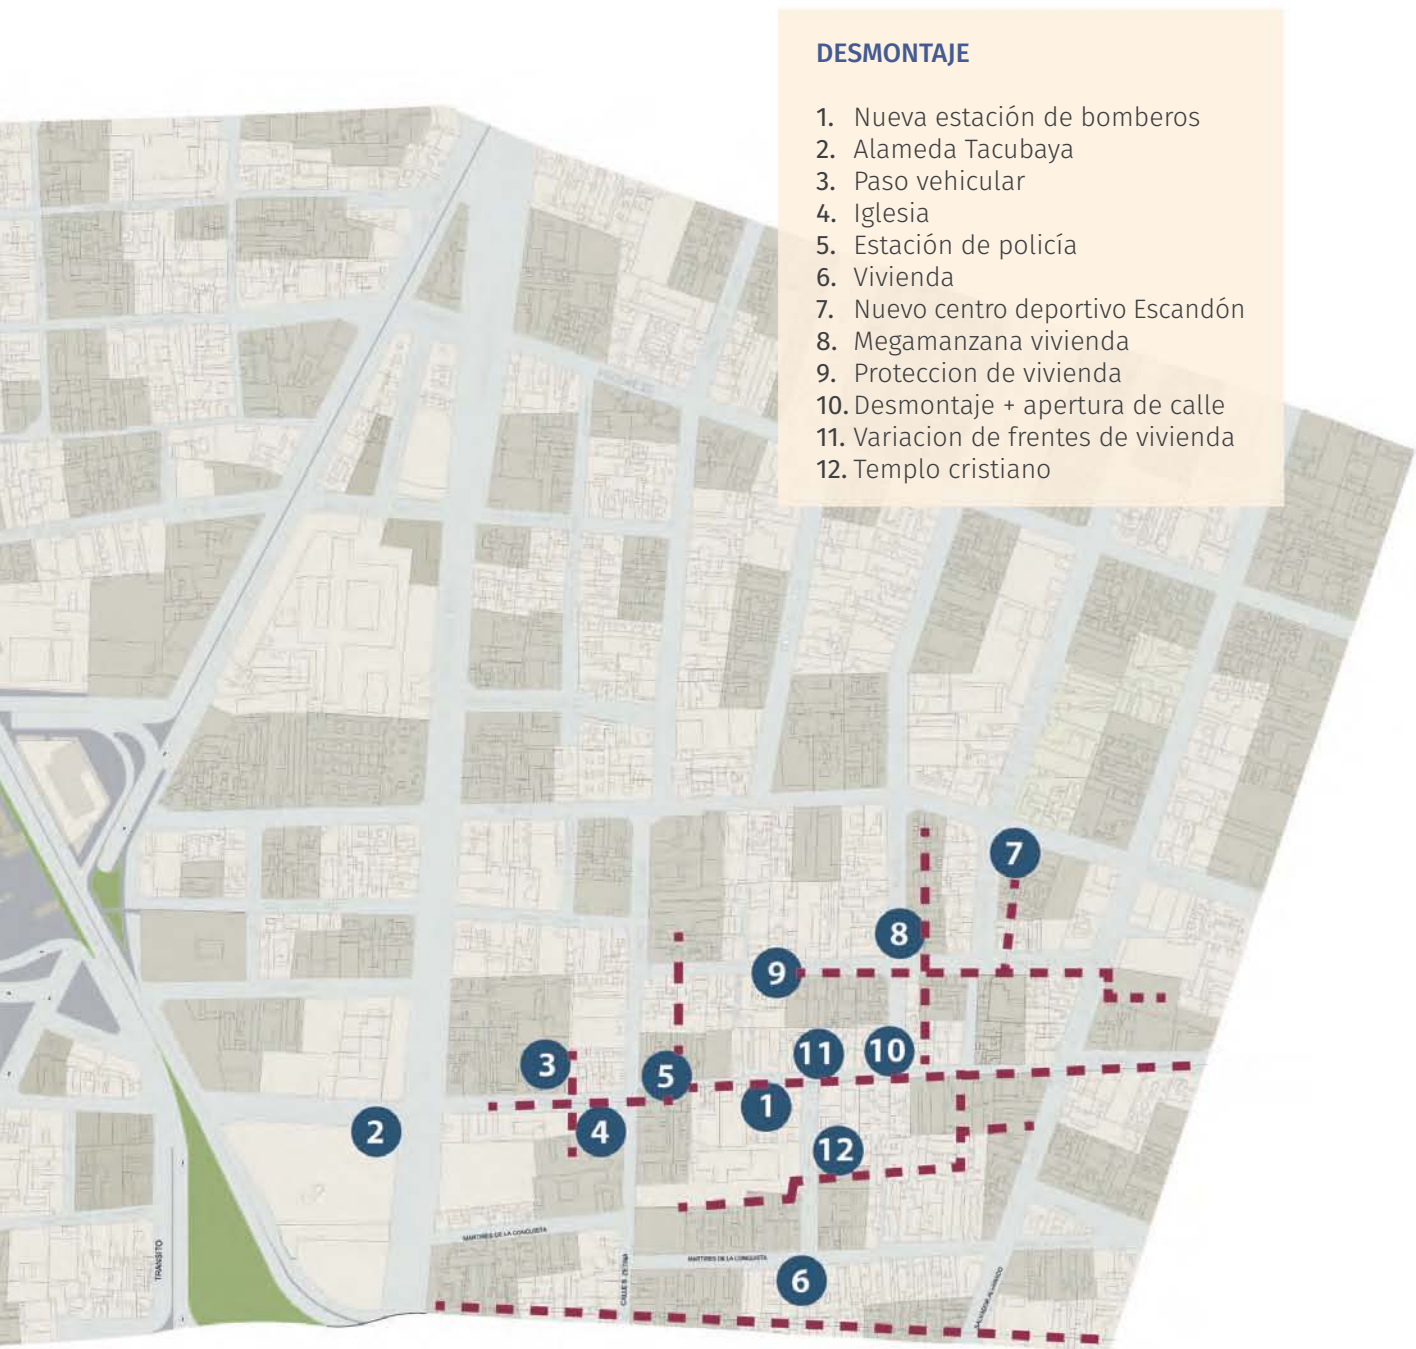 DESMONTAJE
1. Nueva estación de bomberos
2. Alameda Tacubaya
3. Paso vehicular
4. Iglesia
5. Estación de policía
6. Vivienda
7. Nuevo centro deportivo Escandón
8. Megamanzana vivienda
9. Proteccion de vivienda
10. Desmontaje + apertura de calle
11. Variacion de frentes de vivienda
12. Templo cristiano
7
8
9
3
11
10
5
1
2
4
12
MARTIRES DE LA CONQUISTA
MARTIRES DE LA CONQUISTA
TRANSITO
6
SALVADOR ALVARADO